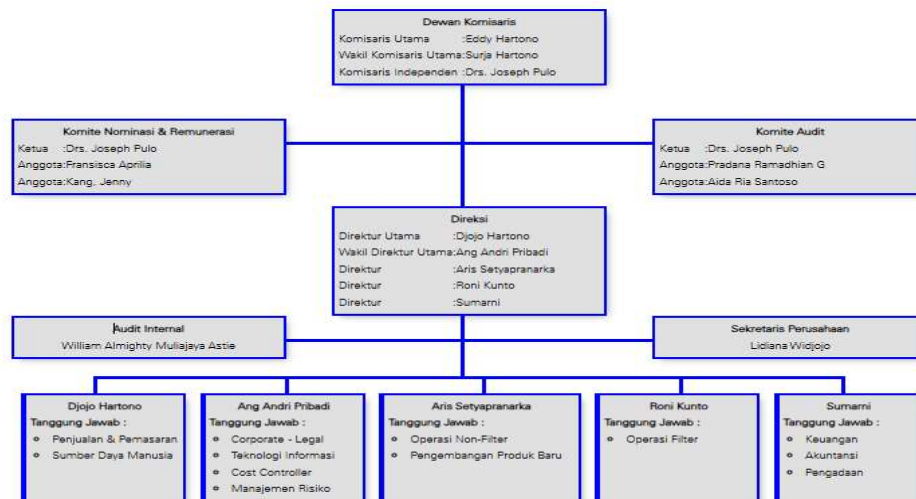 Dewan Komisaris
Komisaris Utama :Eddy Hartono
Wakil Komisaris Utama:Surja Hartono
Komisaris Independen :Drs. Joseph Pulo
Komite Nominasi & Remunerasi
Ketua :Drs. Joseph Pulo
Anggota:Fransisca Aprilia
Anggota:Kang, Jenny
Komite Audit
Ketua :Drs. Joseph Pulo
Anggota:Pradana Ramadhian G
Anggota:Aida Ria Santoso
Direksi
Direktur Utama :Djojo Hartono
Wakil Direktur Utama:Ang Andri Pribadi
Direktur :Aris Setyapranarka
Direktur :Roni Kunto
Direktur :Sumarni
Audit Internal
William Almighty Muliajaya Astie
Sekretaris Perusahaan
Lidiana Widjojo
Djojo Hartono
Tanggung Jawab :
Penjualan & Pemasaran
Sumber Daya Manusia
Ang Andri Pribadi
Tanggung Jawab :
Corporate - Legal
Teknologi Informasi
Cost Controller
Manajemen Risiko
Aris Setyapranarka
Tanggung Jawab :
Operasi Non-Filter
Pengembangan Produk Baru
Roni Kunto
Tanggung Jawab :
Operasi Filter
Sumarni
Tanggung Jawab :
Keuangan
Akuntansi
Pengadaan